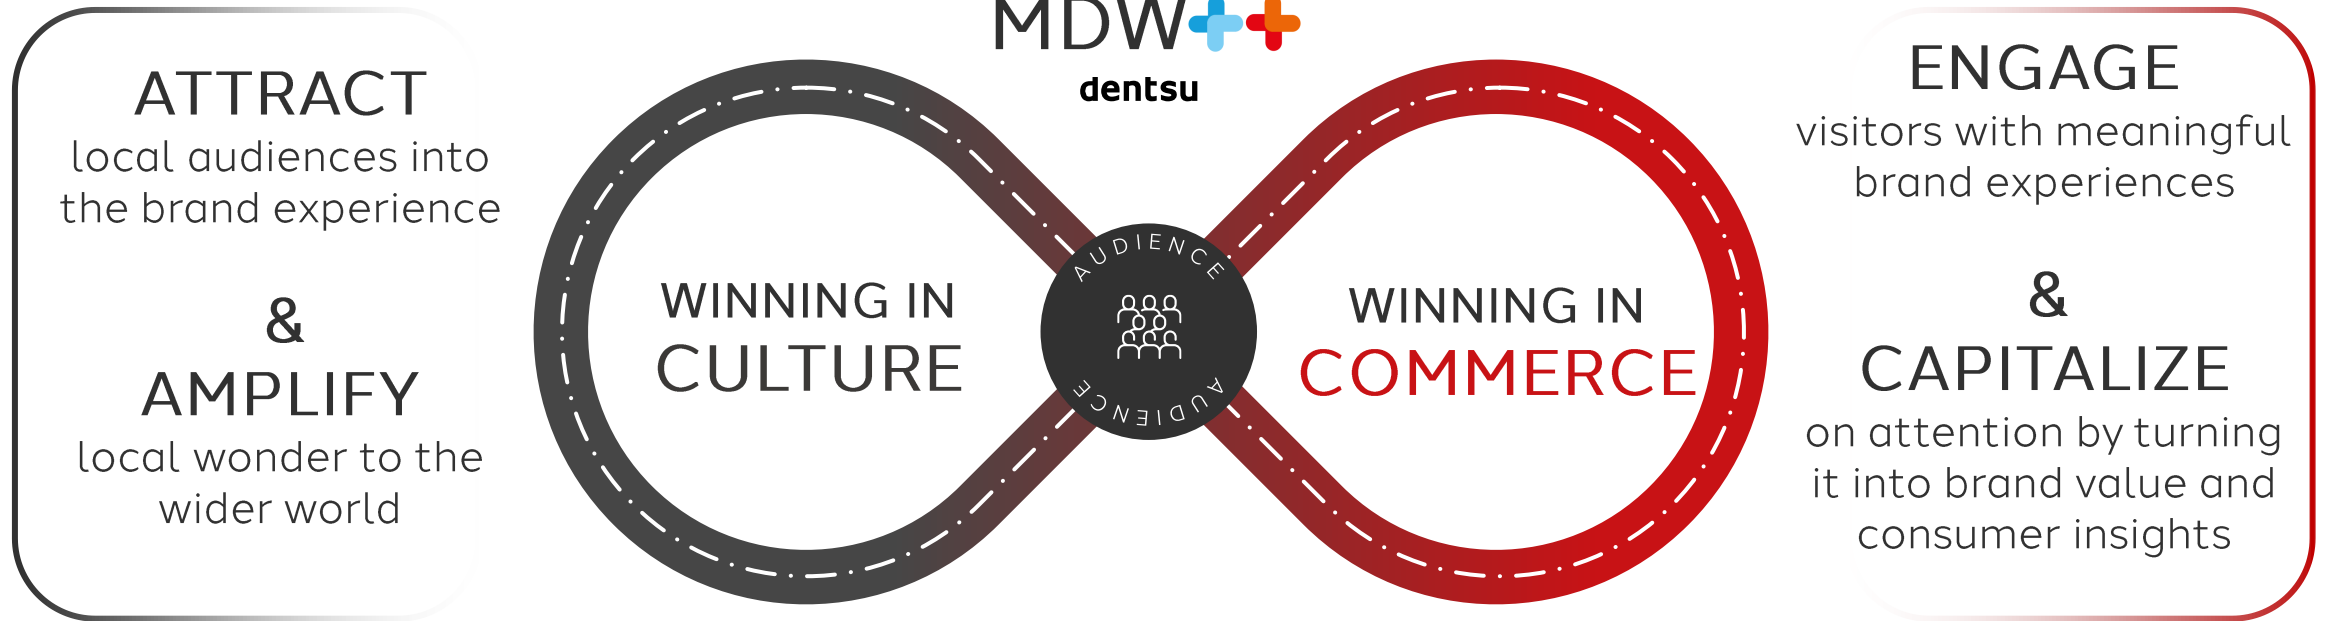 MDW++
dentsu
ATTRACT
local audiences into
the brand experience
&
AMPLIFY
local wonder to the
wider world
WINNING IN
CULTURE
AUDIENCE
AUDIENCE
WINNING IN
COMMERCE
ENGAGE
visitors with meaningful
brand experiences
&
CAPITALIZE
on attention by turning
it into brand value and
consumer insights